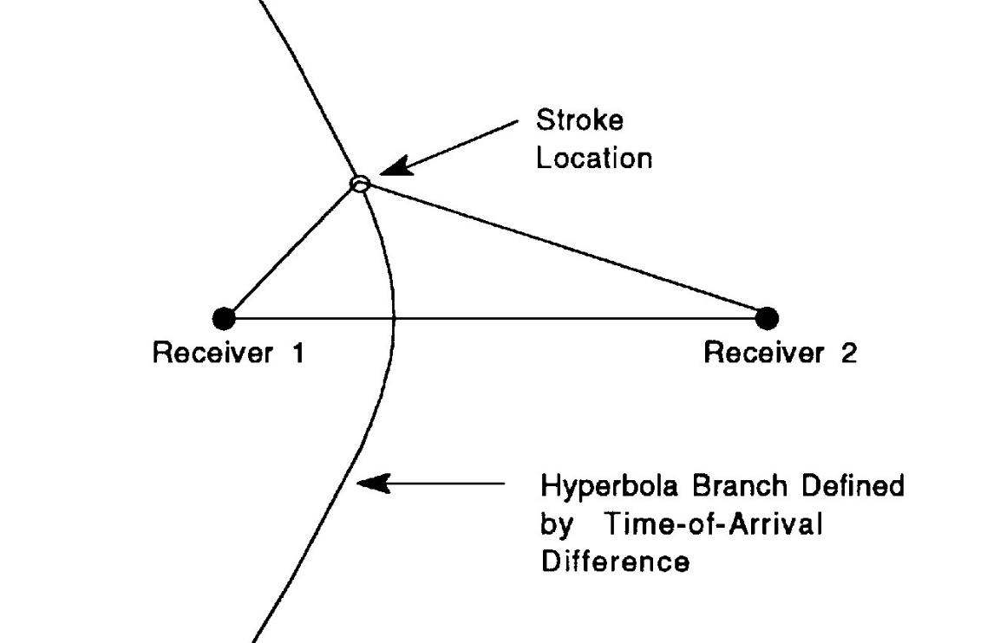 Stroke
Location
Receiver 1
Receiver 2
Hyperbola Branch Defined
by Time-of-Arrival
Difference